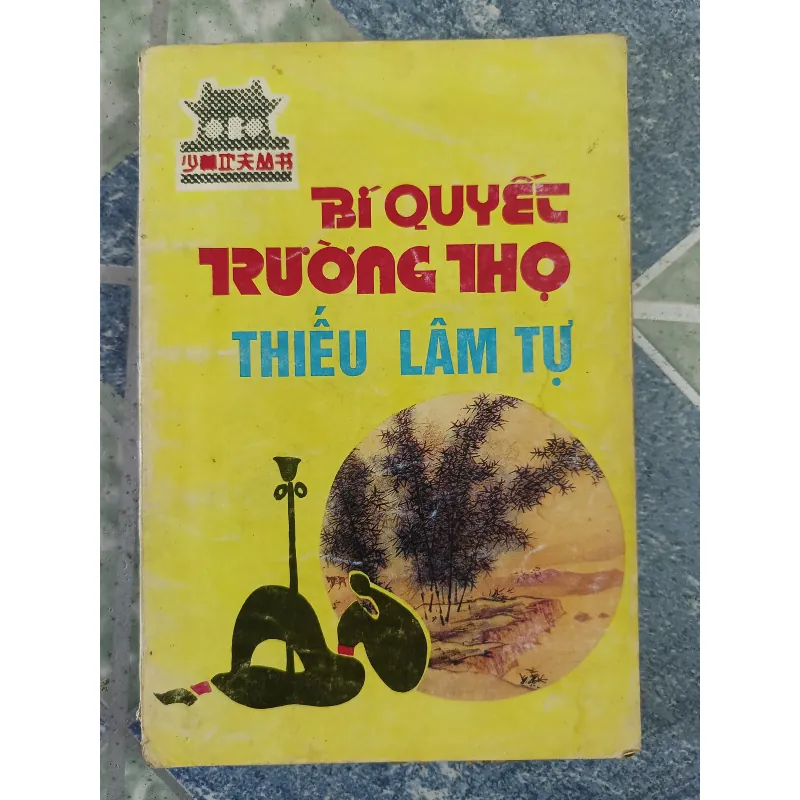 少林功夫丛书
BÍ QUYẾT
TRƯỜNG THỌ
THIẾU LÂM TỰ